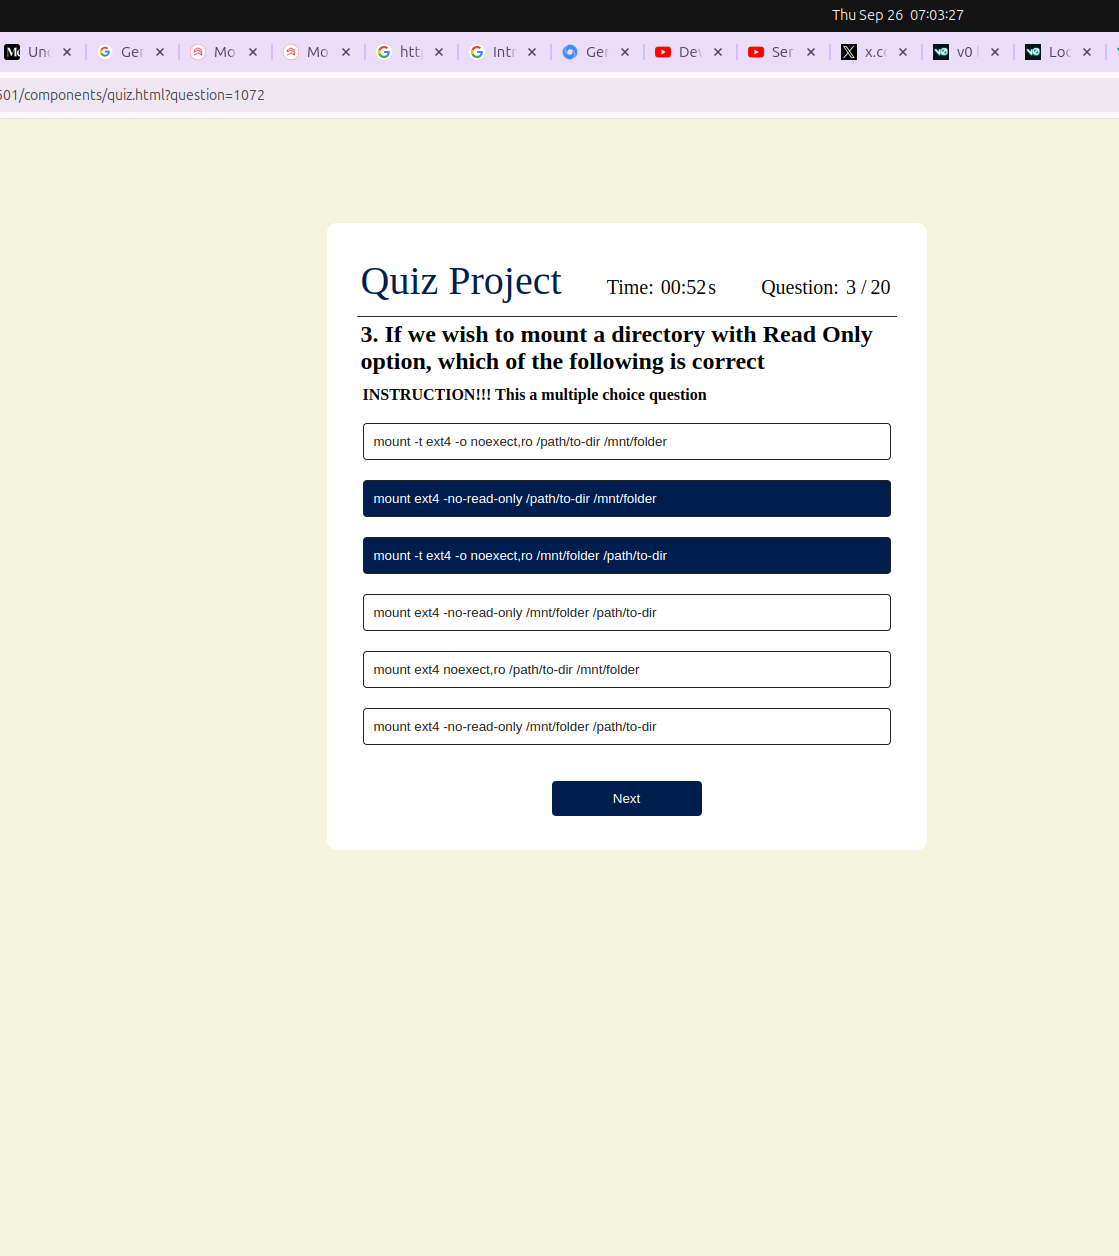 Thu Sep 26 07:03:27
Unc Ger Mo Mo http Intr Ger Dev Ser x.co v0 Loc
501/components/quiz.html?question=1072
Quiz Project Time: 00:52 s Question: 3 / 20
3. If we wish to mount a directory with Read Only
option, which of the following is correct
INSTRUCTION!!! This a multiple choice question
mount -t ext4 -o noexect,ro /path/to-dir /mnt/folder
mount ext4 -no-read-only /path/to-dir /mnt/folder
mount -t ext4 -o noexect,ro /mnt/folder /path/to-dir
mount ext4 -no-read-only /mnt/folder /path/to-dir
mount ext4 noexect,ro /path/to-dir /mnt/folder
mount ext4 -no-read-only /mnt/folder /path/to-dir
Next